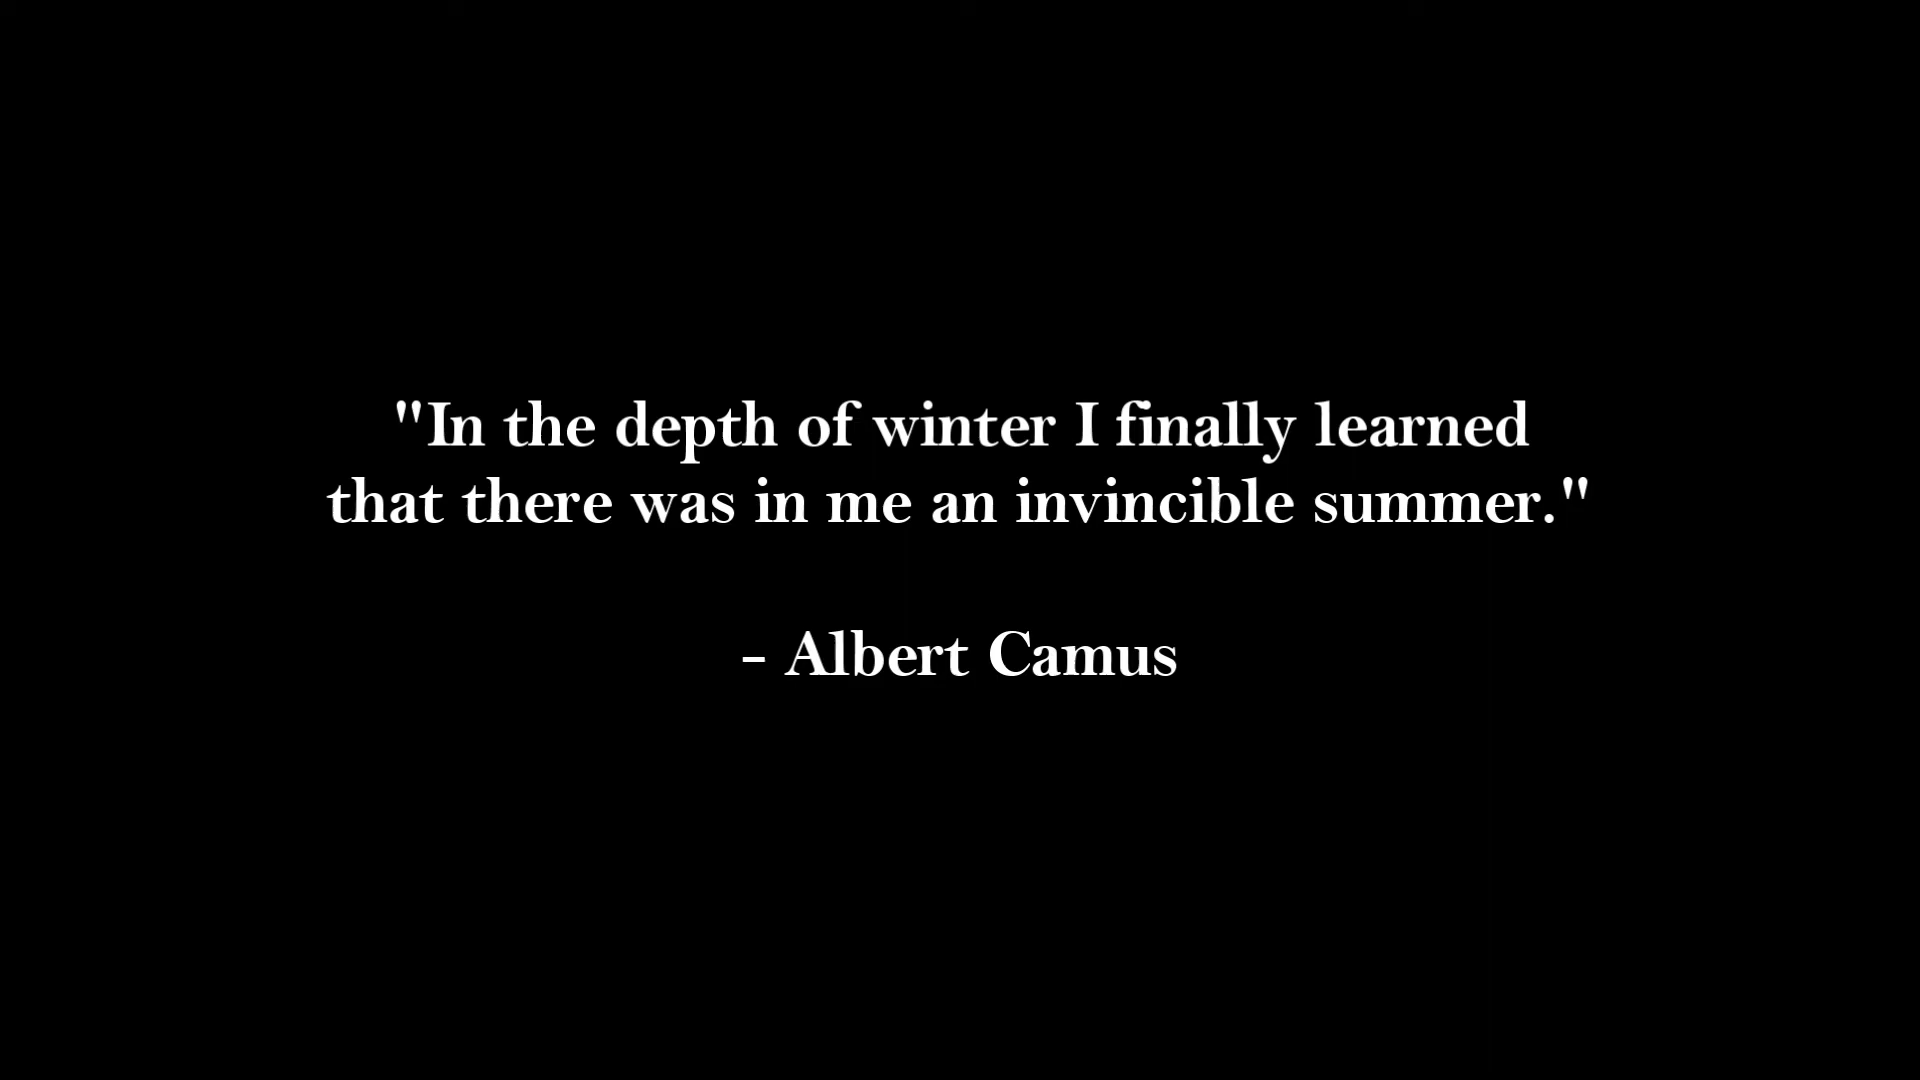 "In the depth of winter I finally learned
that there was in me an invincible summer."
- Albert Camus